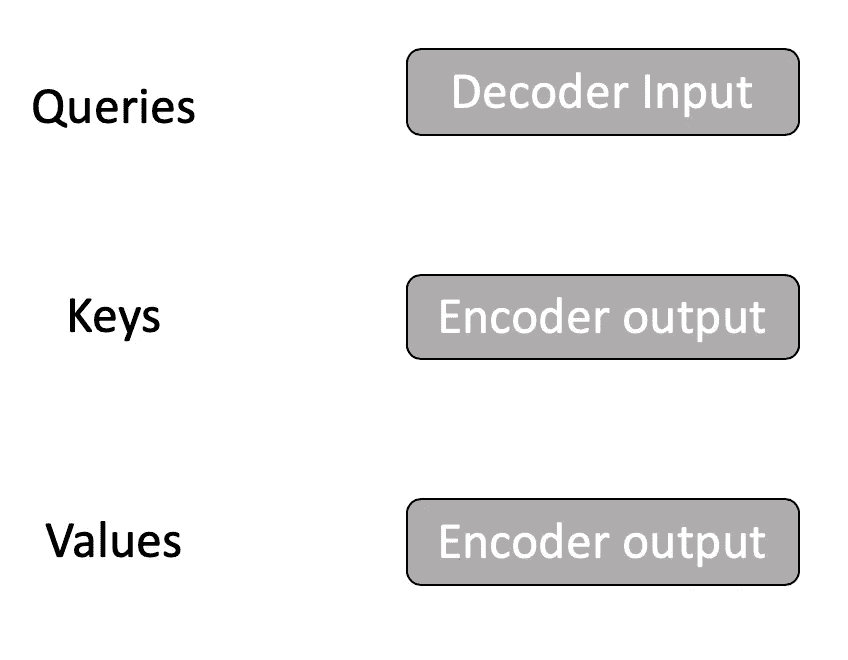 Queries
Decoder Input
Keys
Encoder output
Values
Encoder output